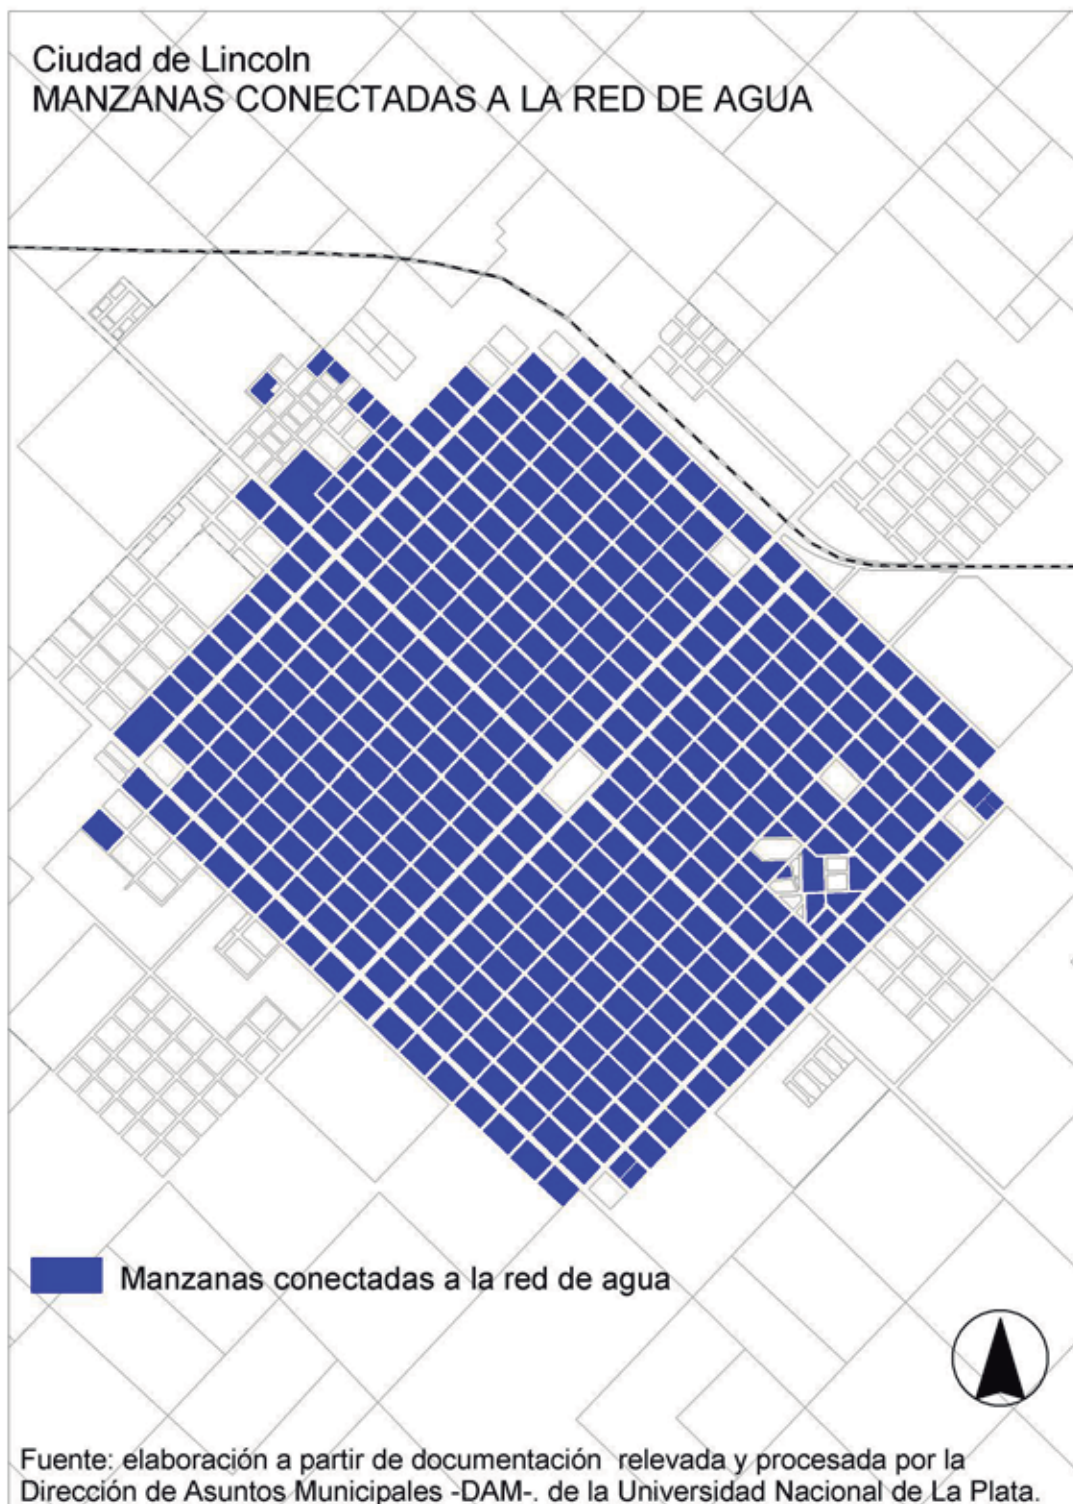 Ciudad de Lincoln
MANZANAS CONECTADAS A LA RED DE AGUA
Manzanas conectadas a la red de agua
Fuente: elaboración a partir de documentación relevada y procesada por la
Dirección de Asuntos Municipales -DAM-. de la Universidad Nacional de La Plata.